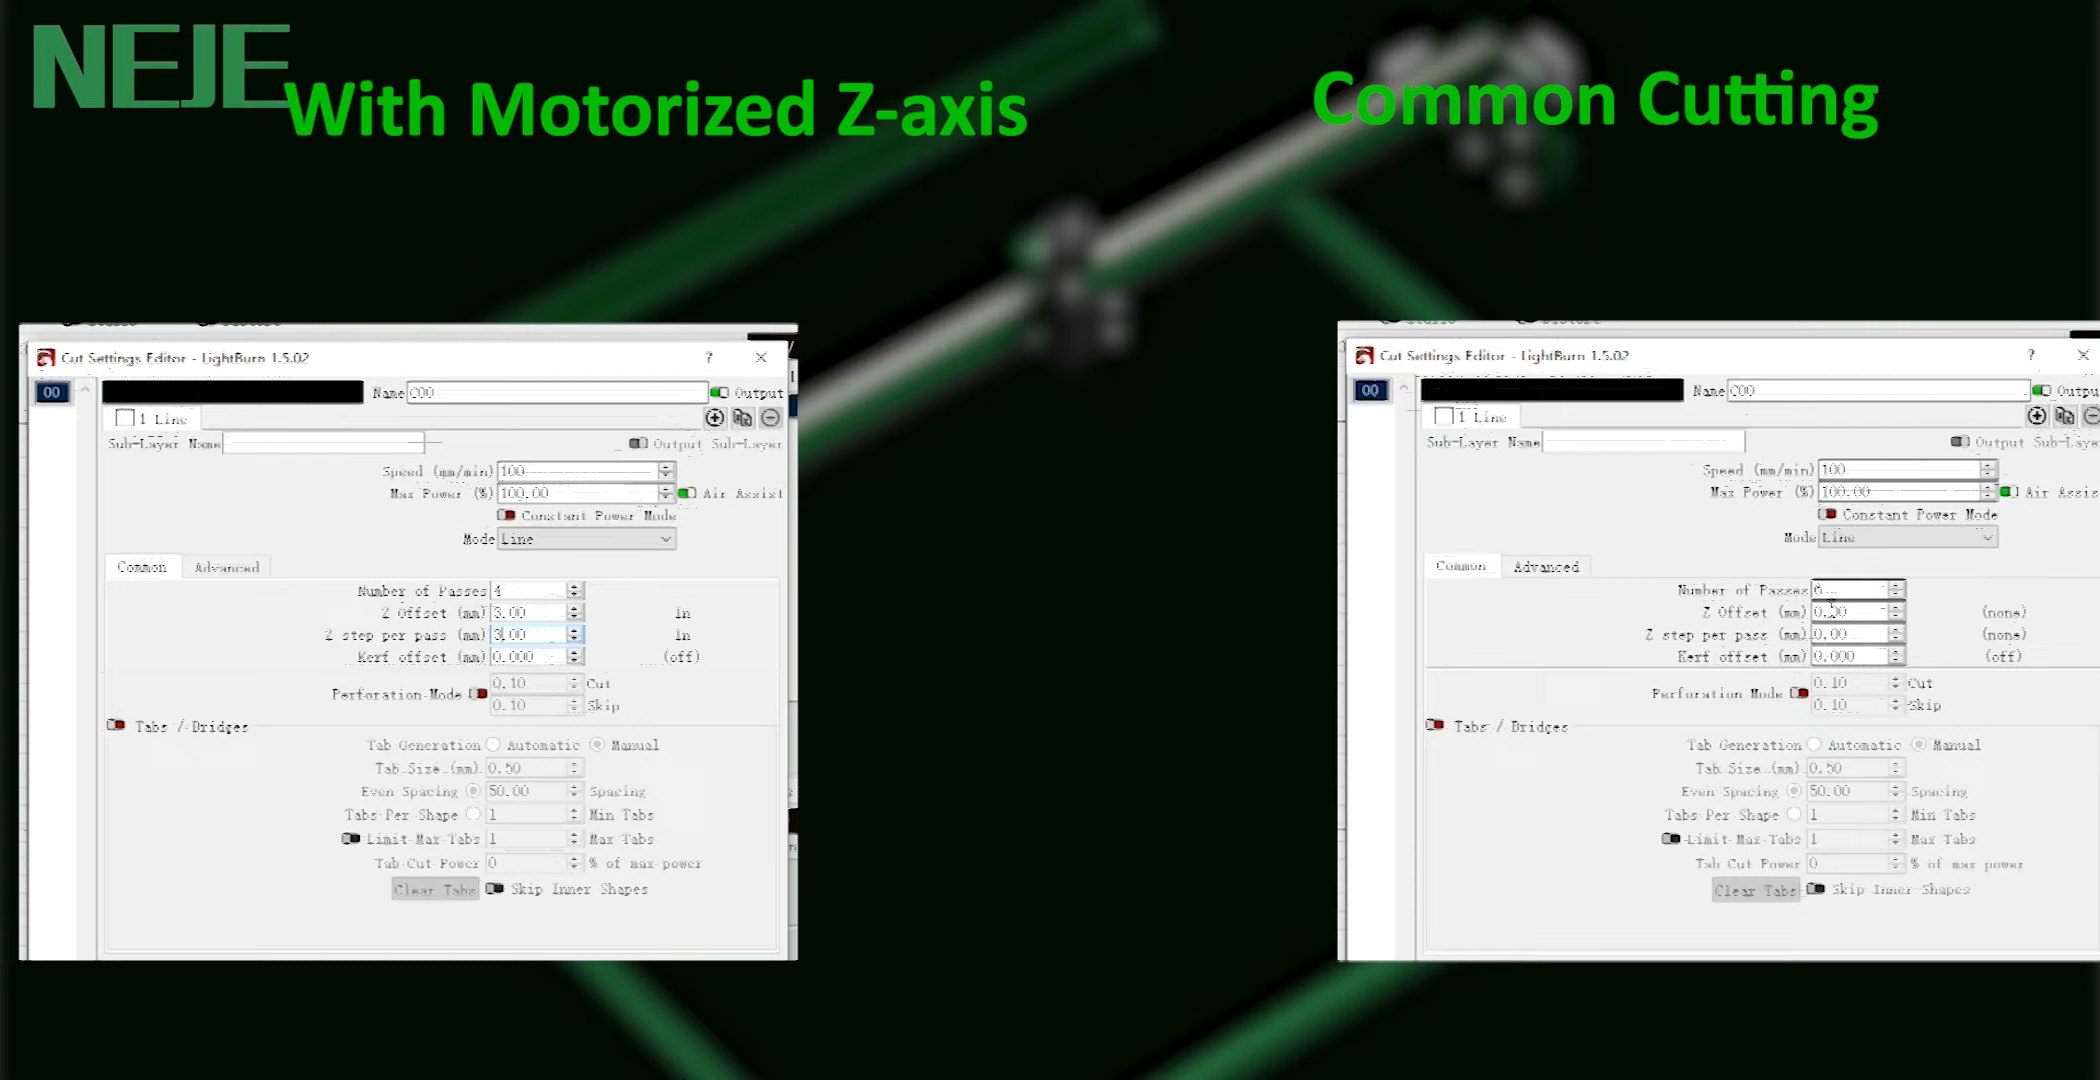 NEJE
With Motorized Z-axis
Common Cutting
Cut Settings Editor - LightBurn 1.5.02
? ×
00
Name C00
Output
1 Line
Sub-Layer Name
Output Sub-Layer
Speed (mm/min) 100
Max Power (%) 100.00
Air Assist
Constant Power Mode
Mode Line
Common Advanced
Number of Passes 4
Z Offset (mm) 3.00 In
Z step per pass (mm) 3.00 In
Kerf offset (mm) 0.000 (off)
Perforation Mode 0.10 Cut
0.10 Skip
Tabs / Bridges
Tab Generation Automatic Manual
Tab Size (mm) 0.50
Even Spacing 50.00 Spacing
Tabs Per Shape 1 Min Tabs
Limit Max Tabs 1 Max Tabs
Tab Cut Power 0 % of max power
Clear Tabs Skip Inner Shapes
Cut Settings Editor - LightBurn 1.5.02
? ×
00
Name C00
Outpu
1 Line
Sub-Layer Name
Output Sub-Laye
Speed (mm/min) 100
Max Power (%) 100.00
Air Assis
Constant Power Mode
Mode Line
Common Advanced
Number of Passes 6
Z Offset (mm) (none)
Z step per pass (mm) 0.00 (none)
Kerf offset (mm) 0.000 (off)
Perforation Mode 0.10 Cut
0.10 Skip
Tabs / Bridges
Tab Generation Automatic Manual
Tab Size (mm) 0.50
Even Spacing 50.00 Spacing
Tabs Per Shape 1 Min Tabs
Limit Max Tabs 1 Max Tabs
Tab Cut Power 0 % of max power
Clear Tabs Skip Inner Shapes